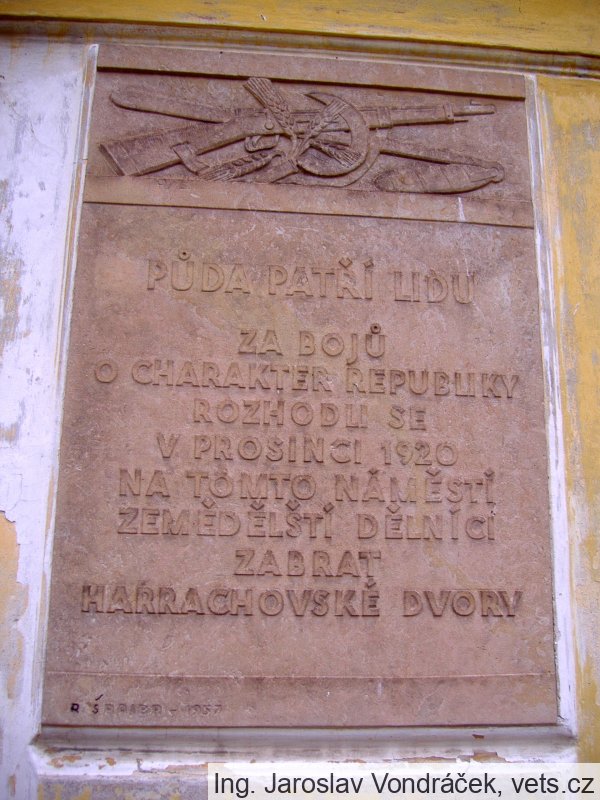 PŮDA PATŘÍ LIDU
ZA BOJŮ
O CHARAKTER REPUBLIKY
ROZHODLI SE
V PROSINCI 1920
NA TOMTO NÁMĚSTÍ
ZEMĚDĚLŠTÍ DĚLNÍCI
ZABRAT
HARRACHOVSKÉ DVORY
Ing. Jaroslav Vondráček, vets.cz